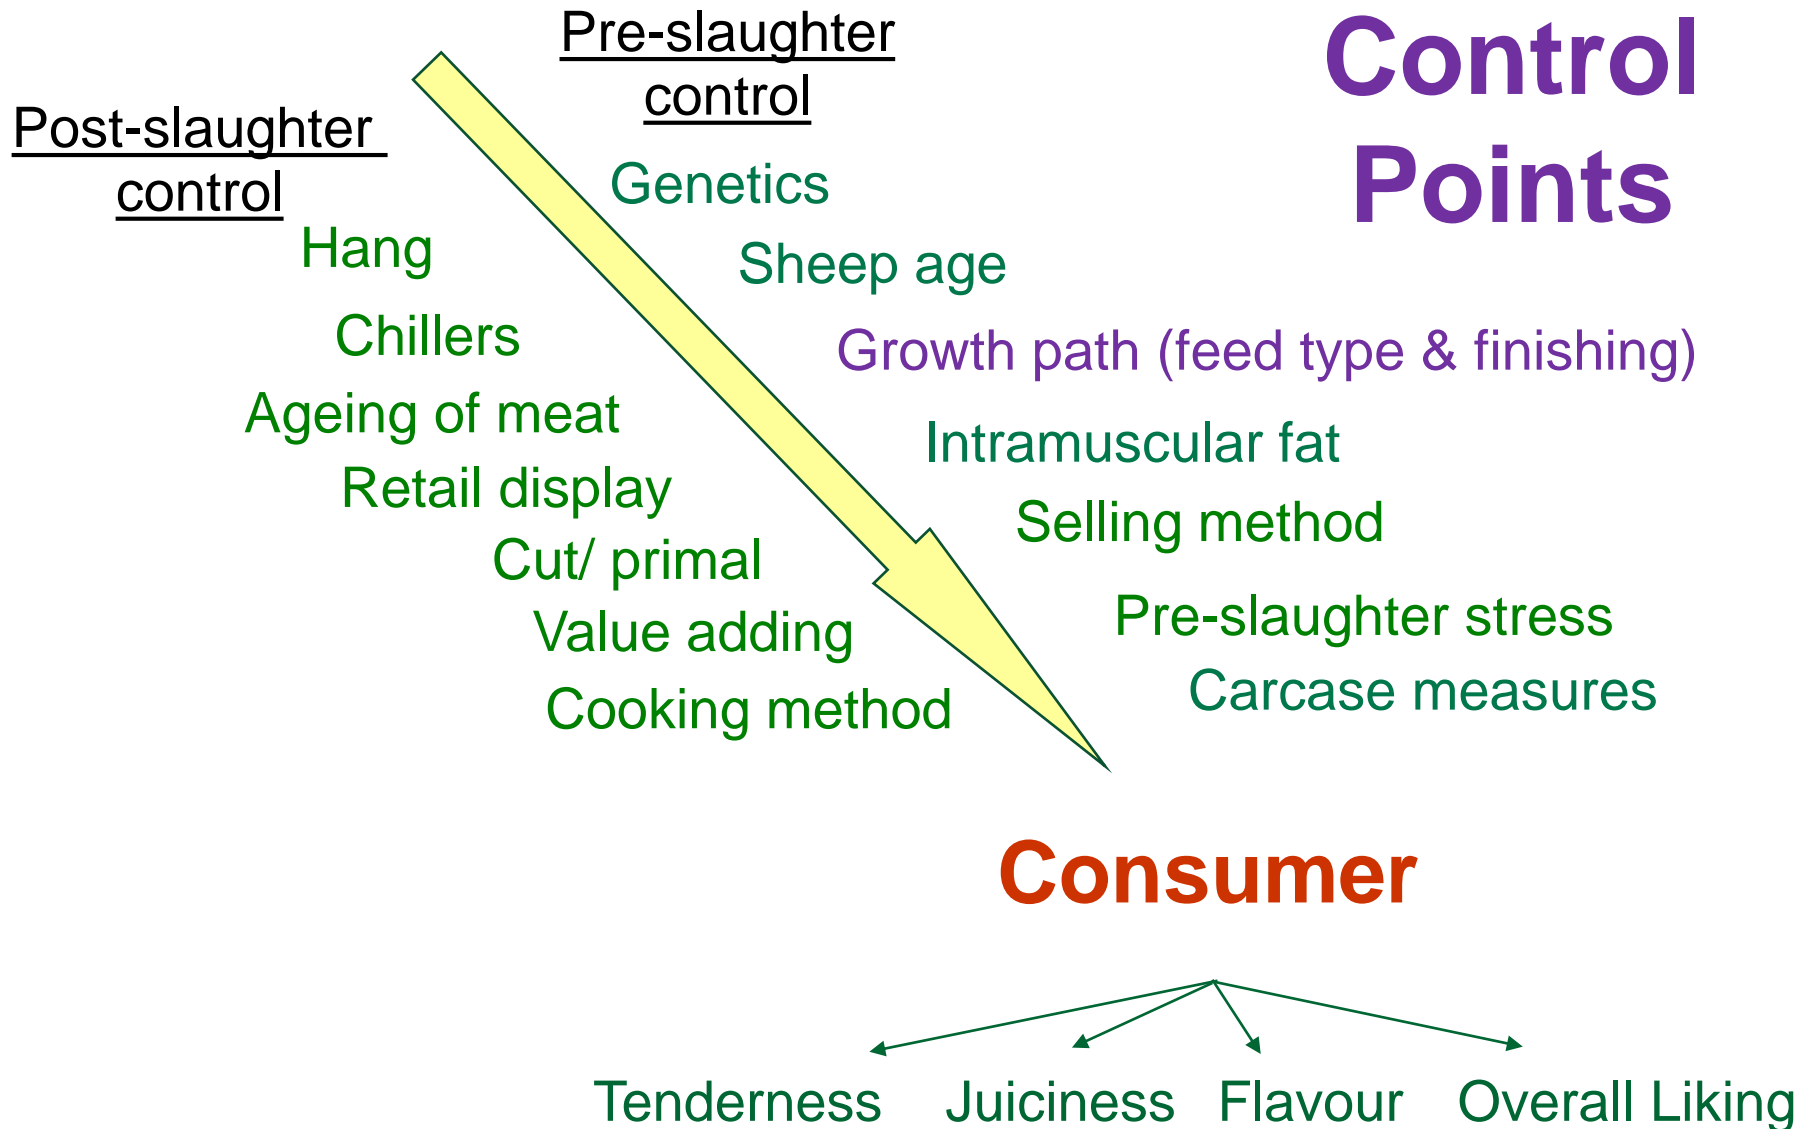 Control
Points
Pre-slaughter
control
Genetics
Sheep age
Growth path (feed type & finishing)
Intramuscular fat
Selling method
Pre-slaughter stress
Carcase measures
Post-slaughter
control
Hang
Chillers
Ageing of meat
Retail display
Cut/ primal
Value adding
Cooking method
Consumer
Tenderness Juiciness Flavour Overall Liking